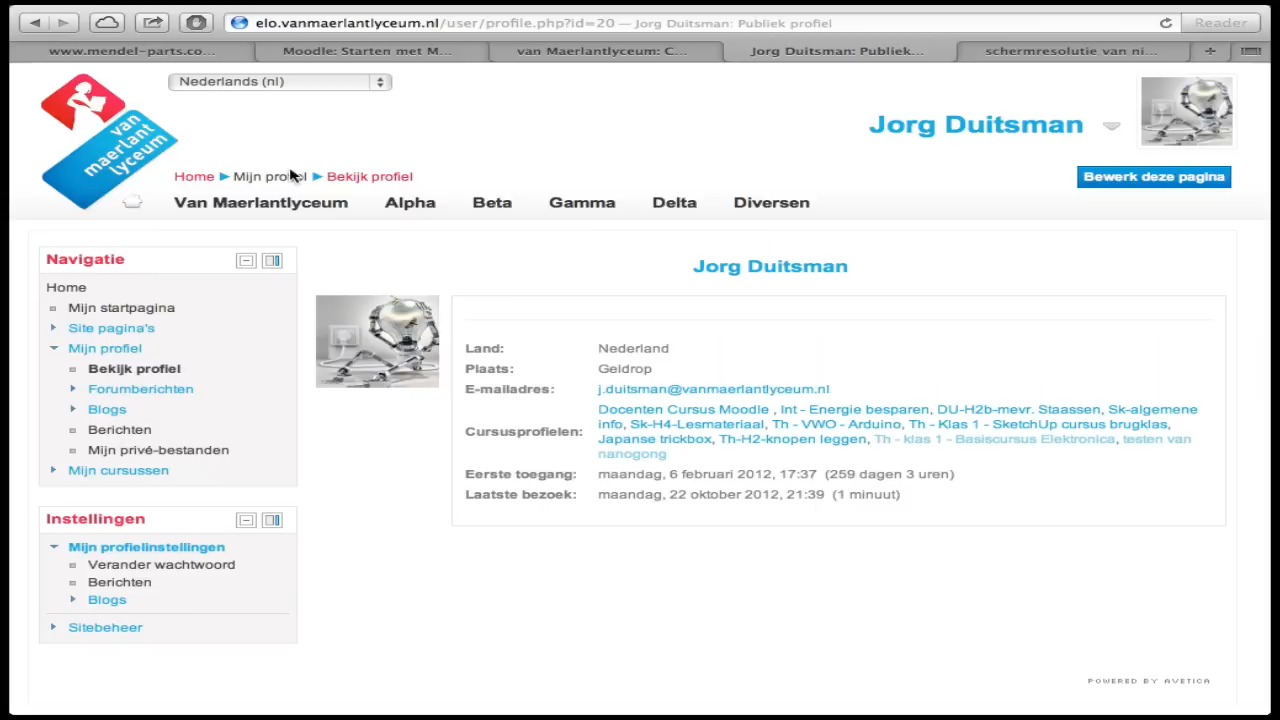 elo.vanmaerlantlyceum.nl/user/profile.php?id=20 — Jorg Duitsman: Publiek profiel
Reader
www.mendel-parts.co...
Moodle: Starten met M...
van Maerlantlyceum: C...
Jorg Duitsman: Publiek...
schermresolutie van ni...
van maerlant lyceum
Nederlands (nl)
Jorg Duitsman
Home ► Mijn profiel ► Bekijk profiel
Bewerk deze pagina
Van Maerlantlyceum Alpha Beta Gamma Delta Diversen
Navigatie
Home
Mijn startpagina
Site pagina's
Mijn profiel
Bekijk profiel
Forumberichten
Blogs
Berichten
Mijn privé-bestanden
Mijn cursussen
Instellingen
Mijn profielinstellingen
Verander wachtwoord
Berichten
Blogs
Sitebeheer
Jorg Duitsman
Land: Nederland
Plaats: Geldrop
E-mailadres: j.duitsman@vanmaerlantlyceum.nl
Cursusprofielen: Docenten Cursus Moodle , Int - Energie besparen, DU-H2b-mevr. Staassen, Sk-algemene
info, Sk-H4-Lesmateriaal, Th - VWO - Arduino, Th - Klas 1 - SketchUp cursus brugklas,
Japanse trickbox, Th-H2-knopen leggen, Th - klas 1 - Basiscursus Elektronica, testen van
nanogong
Eerste toegang: maandag, 6 februari 2012, 17:37 (259 dagen 3 uren)
Laatste bezoek: maandag, 22 oktober 2012, 21:39 (1 minuut)
POWERED BY AVETICA